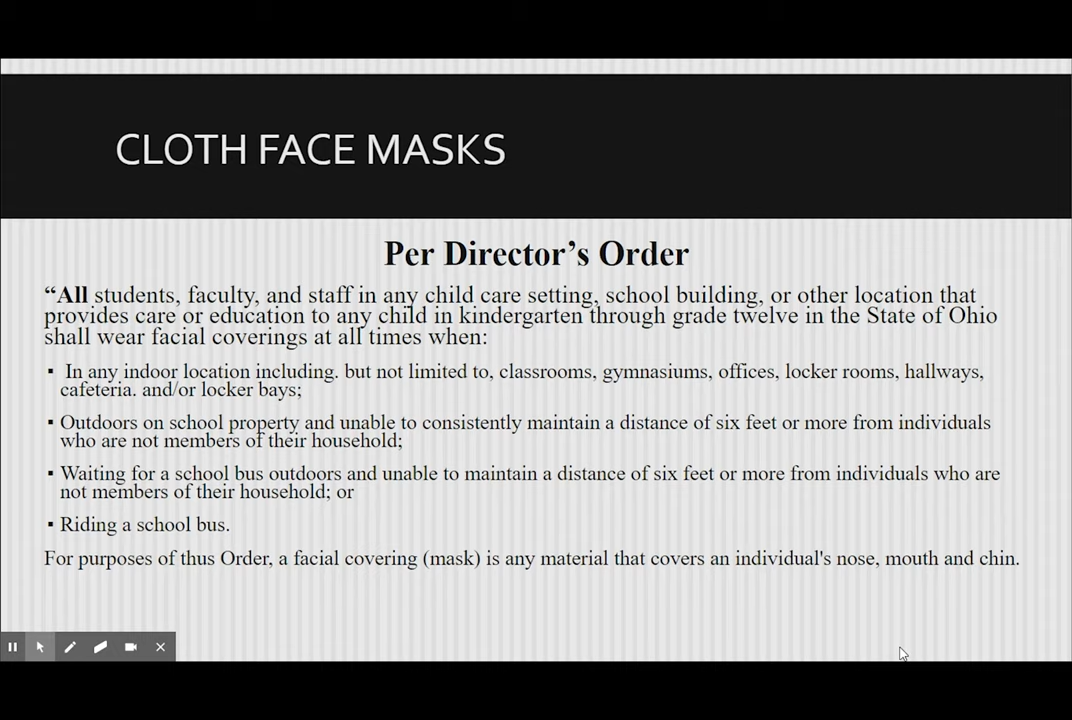 CLOTH FACE MASKS
Per Director’s Order
“All students, faculty, and staff in any child care setting, school building, or other location that
provides care or education to any child in kindergarten through grade twelve in the State of Ohio
shall wear facial coverings at all times when:
▪ In any indoor location including. but not limited to, classrooms, gymnasiums, offices, locker rooms, hallways,
cafeteria. and/or locker bays;
▪ Outdoors on school property and unable to consistently maintain a distance of six feet or more from individuals
who are not members of their household;
▪ Waiting for a school bus outdoors and unable to maintain a distance of six feet or more from individuals who are
not members of their household; or
▪ Riding a school bus.
For purposes of thus Order, a facial covering (mask) is any material that covers an individual's nose, mouth and chin.